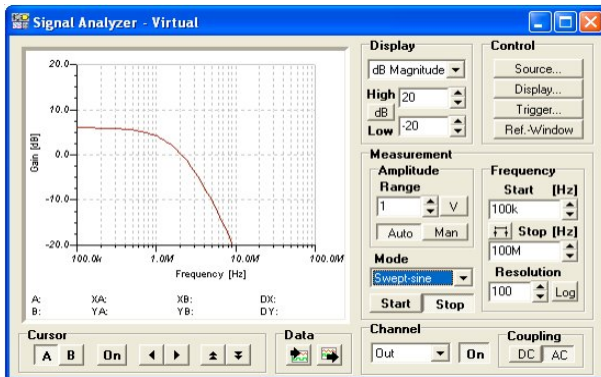 Signal Analyzer - Virtual
20.0
10.0
0.0
-10.0
-20.0
Gain [dB]
100.0k 1.0M 10.0M 100.0M
Frequency [Hz]
A: XA: XB: DX:
B: YA: YB: DY:
Cursor
A B On
Data
Display
dB Magnitude
High 20
dB
Low -20
Control
Source...
Display...
Trigger...
Ref.-Window
Measurement
Amplitude
Range
1 V
Auto Man
Mode
Swept-sine
Start Stop
Frequency
Start [Hz]
100k
Stop [Hz]
100M
Resolution
100 Log
Channel
Out On
Coupling
DC AC